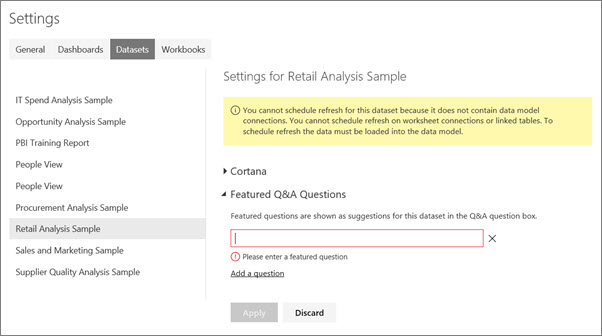 Settings
General
Dashboards
Datasets
Workbooks
IT Spend Analysis Sample
Opportunity Analysis Sample
PBI Training Report
People View
People View
Procurement Analysis Sample
Retail Analysis Sample
Sales and Marketing Sample
Supplier Quality Analysis Sample
Settings for Retail Analysis Sample
You cannot schedule refresh for this dataset because it does not contain data model
connections. You cannot schedule refresh on worksheet connections or linked tables. To
schedule refresh the data must be loaded into the data model.
Cortana
Featured Q&A Questions
Featured questions are shown as suggestions for this dataset in the Q&A question box.
Please enter a featured question
Add a question
Apply
Discard